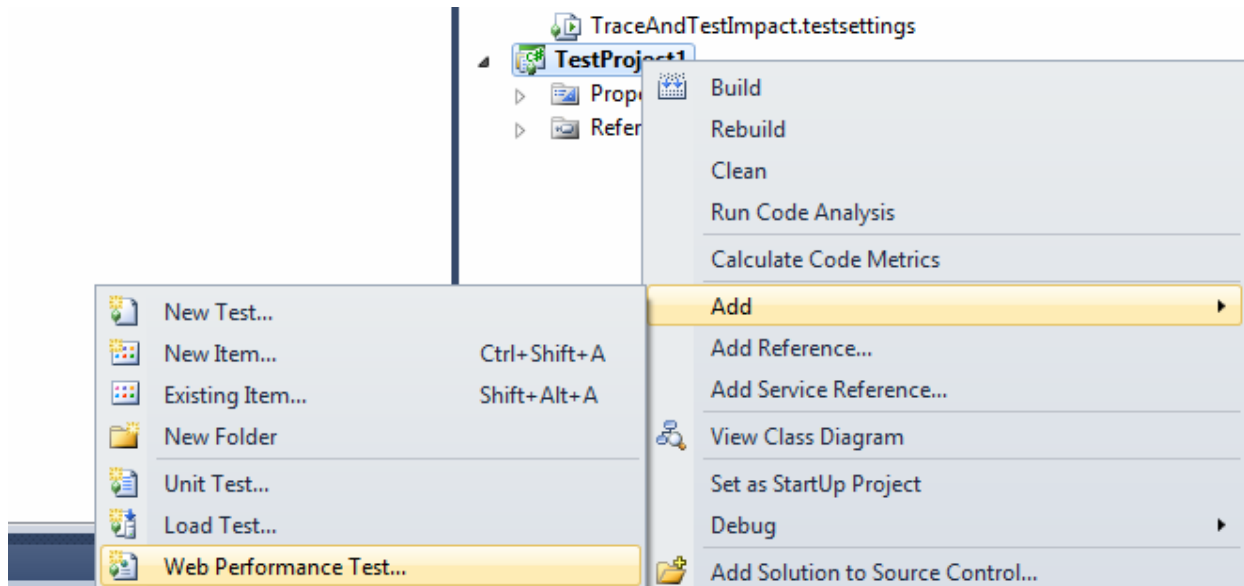 TraceAndTestImpact.testsettings
TestProject1
Prope
Refer
Build
Rebuild
Clean
Run Code Analysis
Calculate Code Metrics
Add
Add Reference...
Add Service Reference...
View Class Diagram
Set as StartUp Project
Debug
Add Solution to Source Control...
New Test...
New Item... Ctrl+Shift+A
Existing Item... Shift+Alt+A
New Folder
Unit Test...
Load Test...
Web Performance Test...